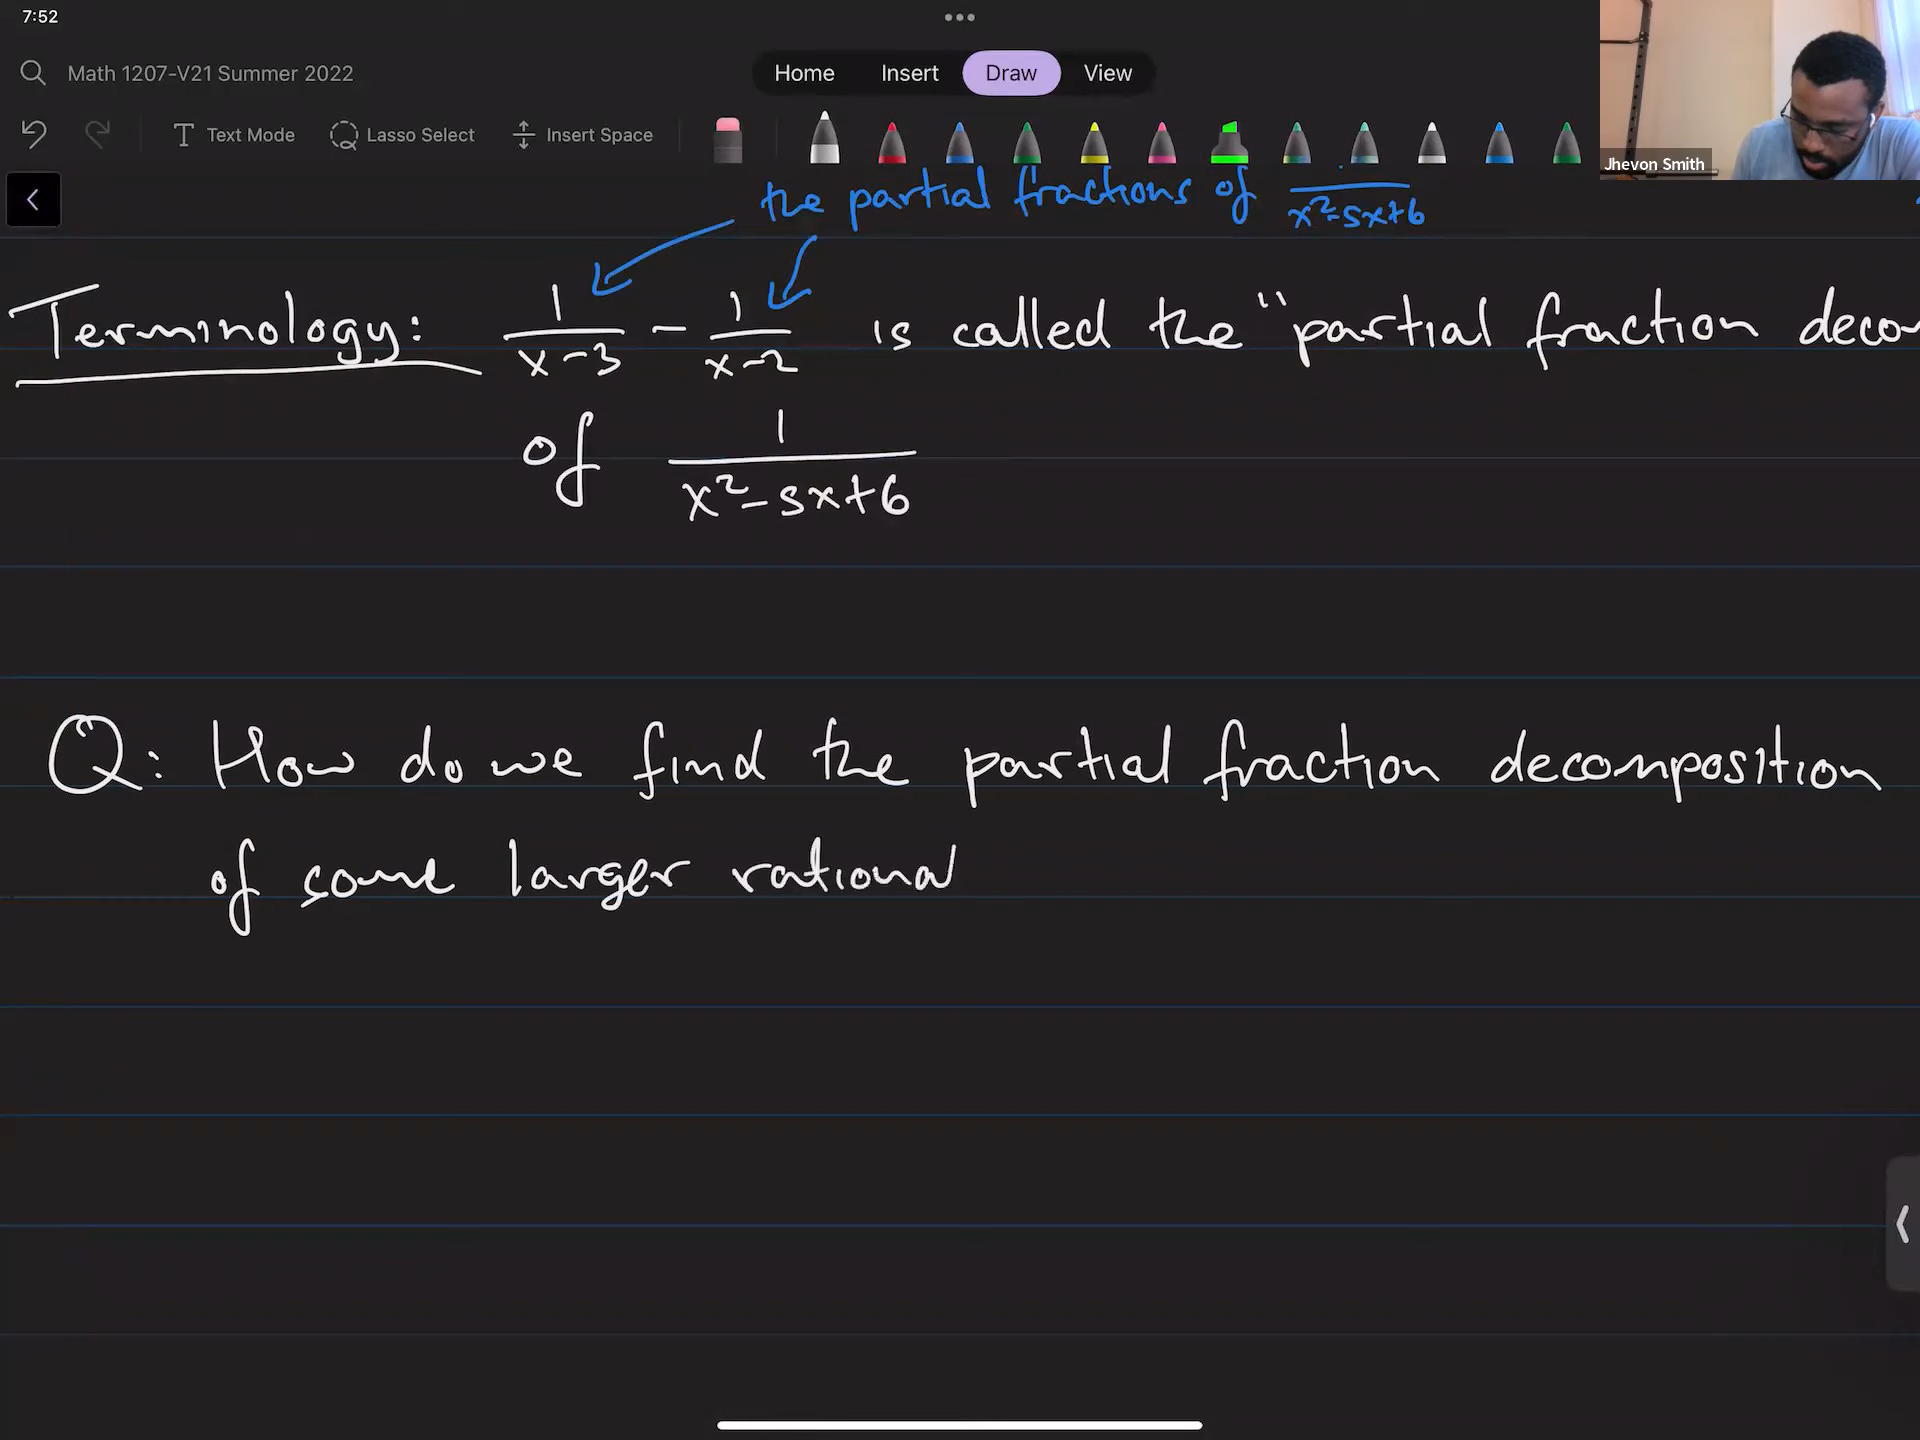 7:52
Math 1207-V21 Summer 2022
Home Insert Draw View
Text Mode Lasso Select Insert Space
Jhevon Smith
the partial fractions of 1/(x²-5x+6)
Terminology: 1/(x-3) - 1/(x-2) is called the "partial fraction decom
of 1/(x²-5x+6)
Q: How do we find the partial fraction decomposition
of some larger rational